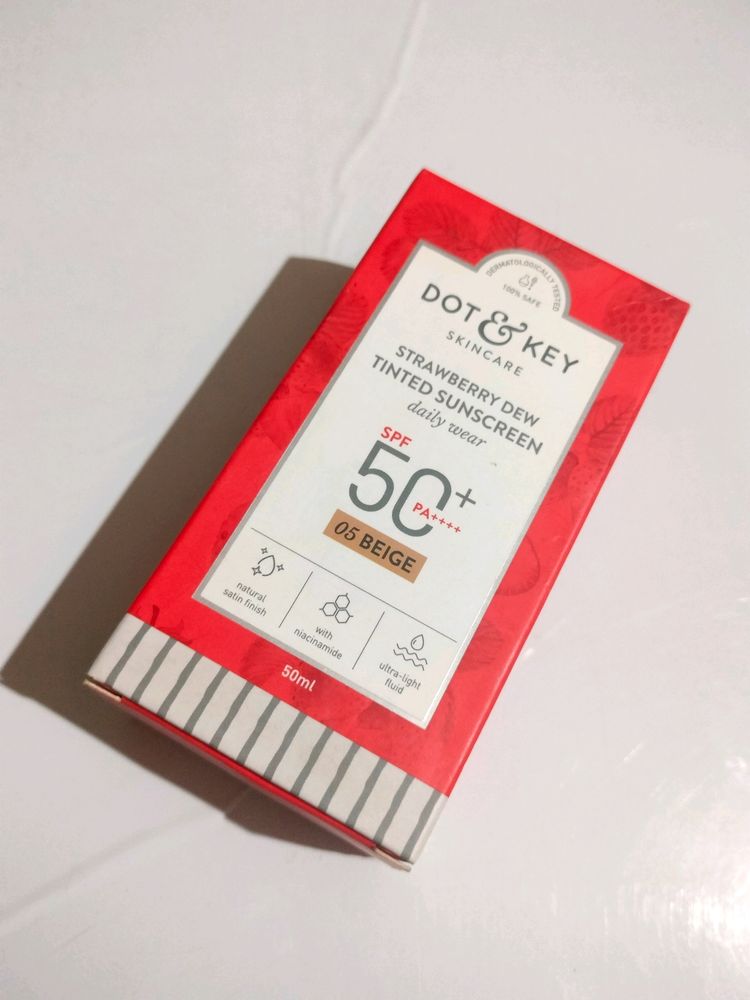 DERMATOLOGICALLY TESTED
100% SAFE
DOT & KEY
SKINCARE
STRAWBERRY DEW
TINTED SUNSCREEN
daily wear
SPF
50+
PA++++
05 BEIGE
natural
satin finish
with
niacinamide
ultra-light
fluid
50ml